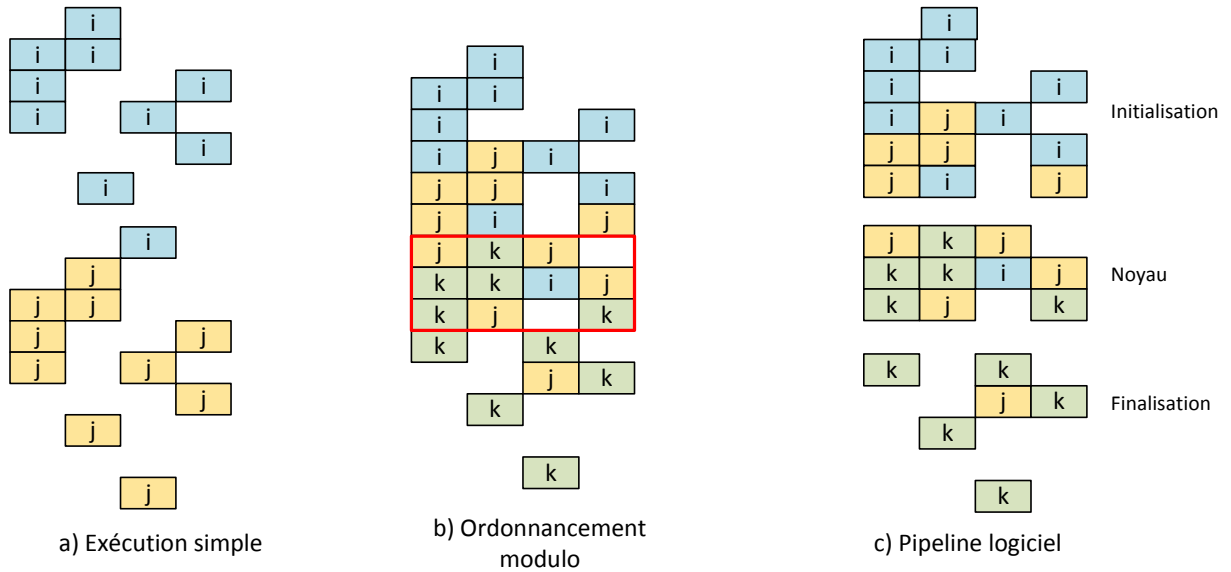 i
i i
i i
i i
i
i
i
j
j j
j j
j j
j
j
j
a) Exécution simple
i
i i
i i
i j i
j j i
j i j
j k j
k k i j
k j k
k k
j k
k
k
b) Ordonnancement
modulo
i
i i
i i
i j i
j j i
j i j
Initialisation
j k j
k k i j
k j k
Noyau
k k
j k
k
k
Finalisation
c) Pipeline logiciel